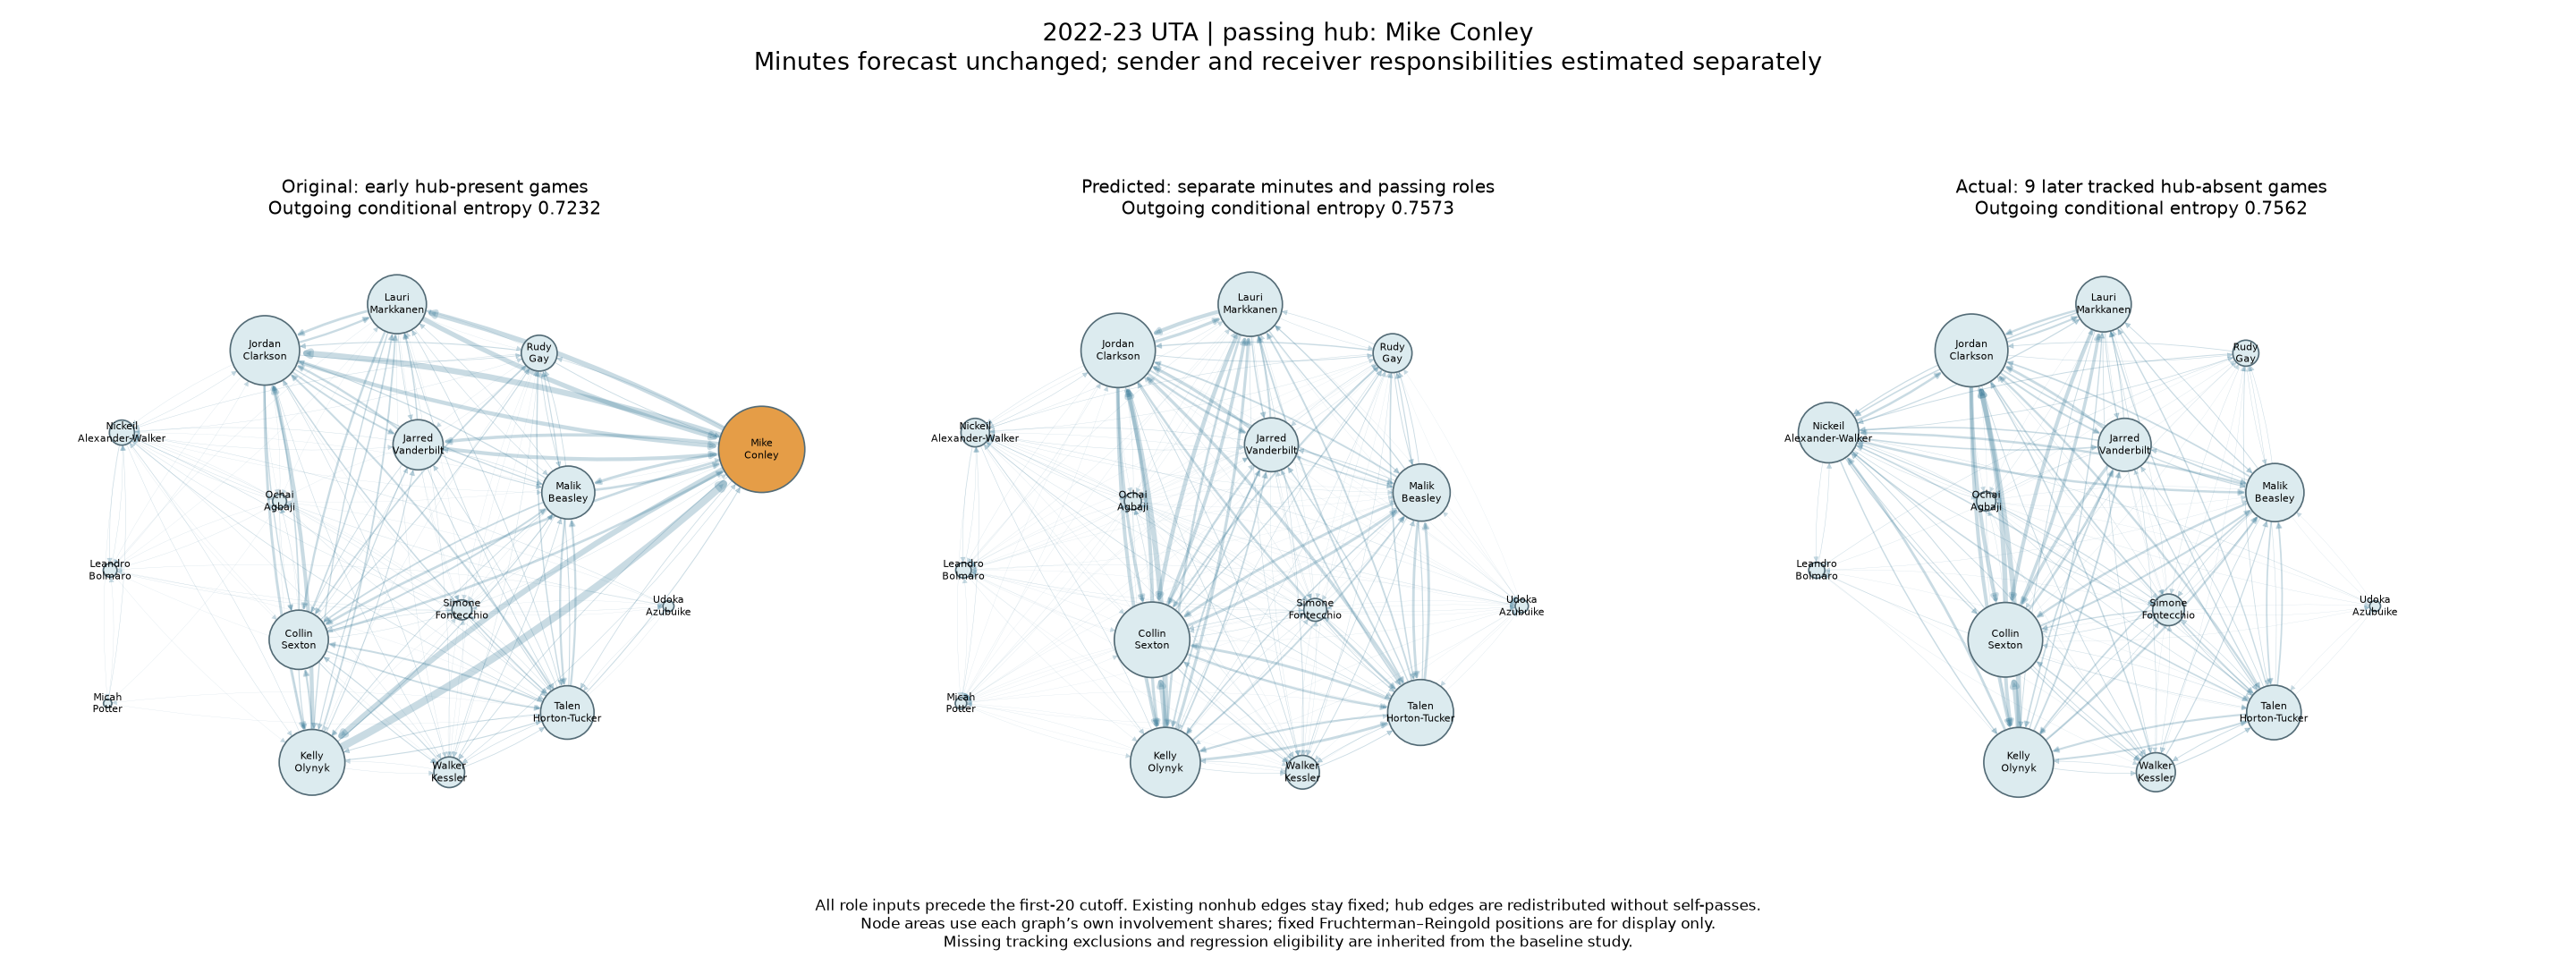 2022-23 UTA | passing hub: Mike Conley
Minutes forecast unchanged; sender and receiver responsibilities estimated separately
Original: early hub-present games
Outgoing conditional entropy 0.7232
Lauri
Markkanen
Jordan
Clarkson
Rudy
Gay
Mike
Conley
Nickeil
Alexander-Walker
Jarred
Vanderbilt
Malik
Beasley
Ochai
Agbaji
Leandro
Bolmaro
Simone
Fontecchio
Udoka
Azubuike
Collin
Sexton
Micah
Potter
Talen
Horton-Tucker
Kelly
Olynyk
Walker
Kessler
Predicted: separate minutes and passing roles
Outgoing conditional entropy 0.7573
Lauri
Markkanen
Jordan
Clarkson
Rudy
Gay
Nickeil
Alexander-Walker
Jarred
Vanderbilt
Malik
Beasley
Ochai
Agbaji
Leandro
Bolmaro
Simone
Fontecchio
Udoka
Azubuike
Collin
Sexton
Micah
Potter
Talen
Horton-Tucker
Kelly
Olynyk
Walker
Kessler
Actual: 9 later tracked hub-absent games
Outgoing conditional entropy 0.7562
Lauri
Markkanen
Jordan
Clarkson
Rudy
Gay
Nickeil
Alexander-Walker
Jarred
Vanderbilt
Malik
Beasley
Ochai
Agbaji
Leandro
Bolmaro
Simone
Fontecchio
Udoka
Azubuike
Collin
Sexton
Talen
Horton-Tucker
Kelly
Olynyk
Walker
Kessler
All role inputs precede the first-20 cutoff. Existing nonhub edges stay fixed; hub edges are redistributed without self-passes.
Node areas use each graph’s own involvement shares; fixed Fruchterman–Reingold positions are for display only.
Missing tracking exclusions and regression eligibility are inherited from the baseline study.